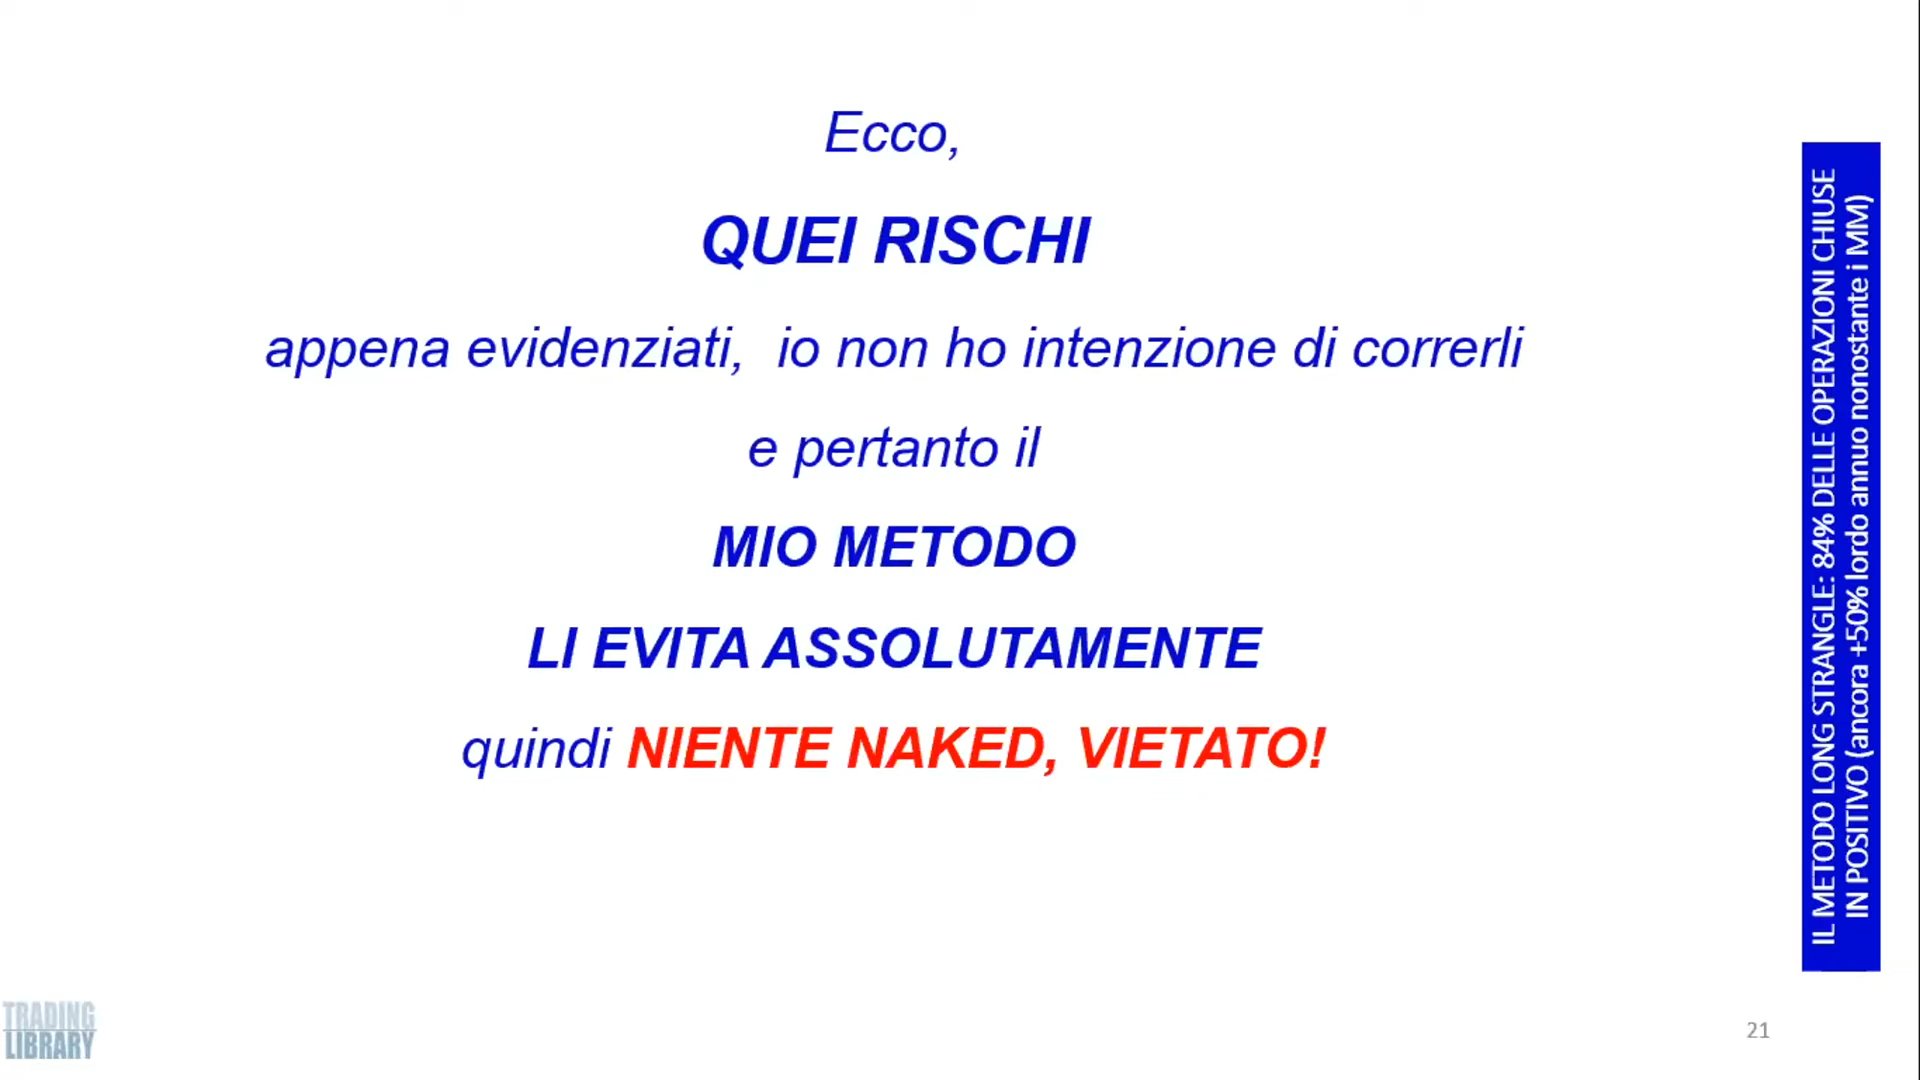 Ecco,
QUEI RISCHI
appena evidenziati, io non ho intenzione di correrli
e pertanto il
MIO METODO
LI EVITA ASSOLUTAMENTE
quindi NIENTE NAKED, VIETATO!
IL METODO LONG STRANGLE: 84% DELLE OPERAZIONI CHIUSE
IN POSITIVO (ancora +50% lordo annuo nonostante i MM)
TRADING
LIBRARY
21